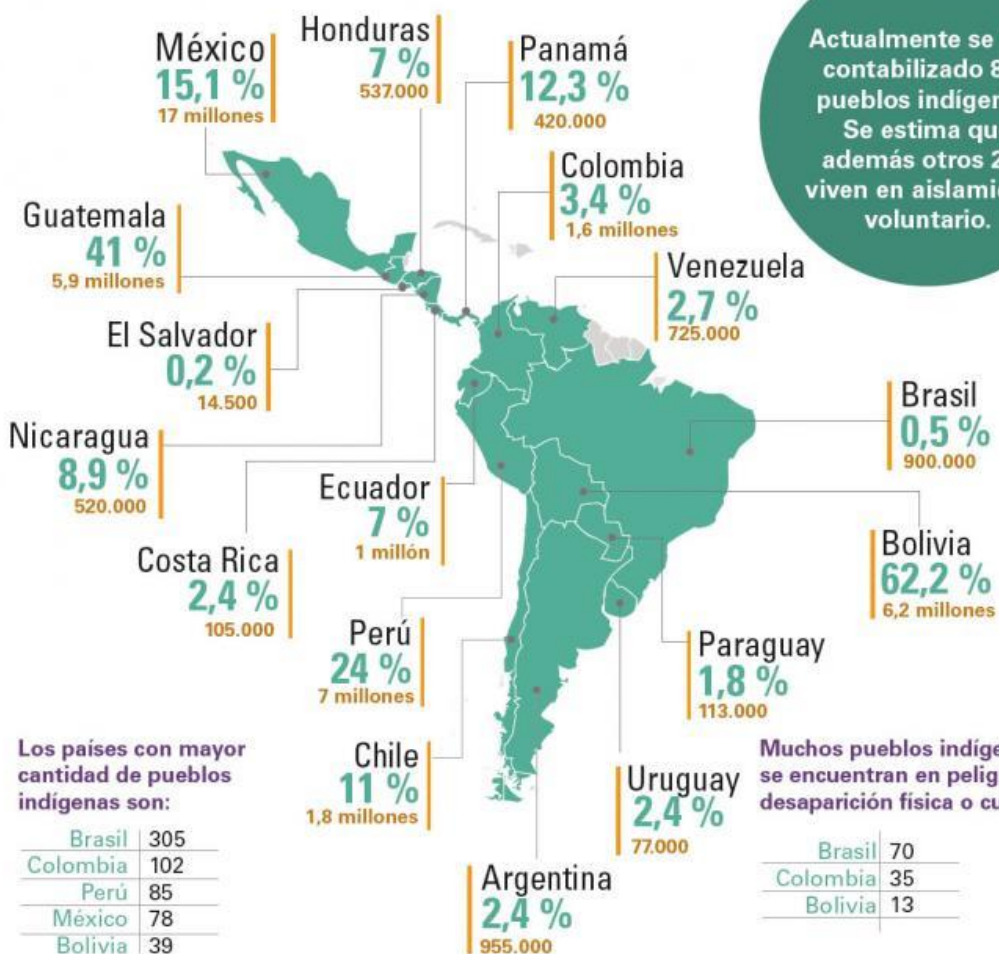 Honduras
7 %
537.000
México
15,1 %
17 millones
Panamá
12,3 %
420.000
Actualmente se
contabilizado 8
pueblos
Se estima
además otros 2
viven en
voluntario.
Colombia
3,4 %
1,6 millones
Guatemala
41 %
5,9 millones
Venezuela
2,7 %
725.000
El Salvador
0,2 %
14.500
Brasil
0,5 %
900.000
Nicaragua
8,9 %
520.000
Ecuador
7 %
1 millón
Costa Rica
2,4 %
105.000
Bolivia
62,2 %
6,2 millones
Perú
24 %
7 millones
Paraguay
1,8 %
113.000
Chile
11 %
1,8 millones
Uruguay
2,4 %
77.000
Argentina
2,4 %
955.000
Los países con mayor
cantidad de pueblos
indígenas son:
Brasil 305
Colombia 102
Perú 85
México 78
Bolivia 39
Muchos pueblos
se encuentran en
desaparición física o
Brasil 70
Colombia 35
Bolivia 13